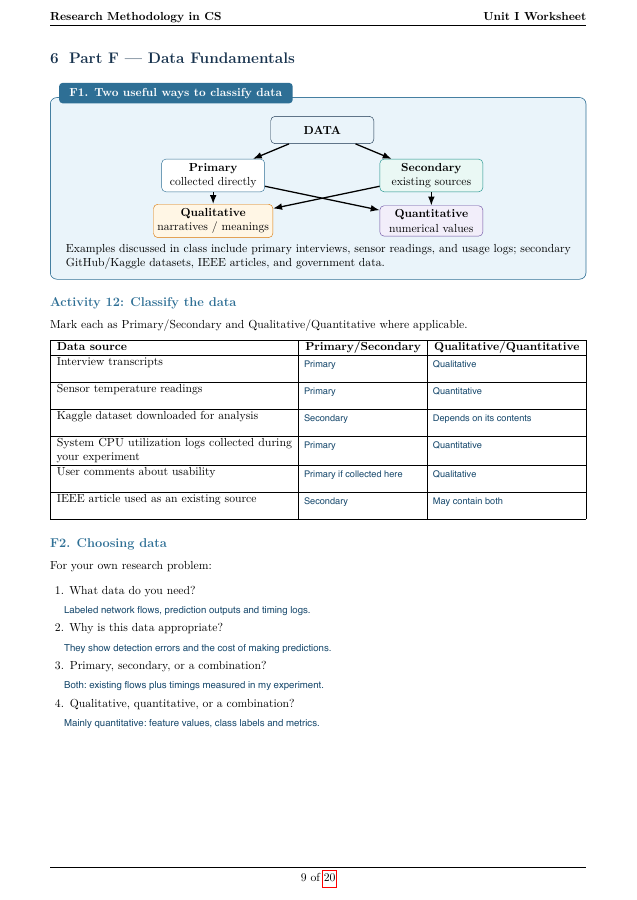 Research Methodology in CS Unit I Worksheet
6 Part F — Data Fundamentals
F1. Two useful ways to classify data
DATA
Primary
collected directly
Secondary
existing sources
Qualitative
narratives / meanings
Quantitative
numerical values
Examples discussed in class include primary interviews, sensor readings, and usage logs; secondary
GitHub/Kaggle datasets, IEEE articles, and government data.
Activity 12: Classify the data
Mark each as Primary/Secondary and Qualitative/Quantitative where applicable.
Data source Primary/Secondary Qualitative/Quantitative
Interview transcripts Primary Qualitative
Sensor temperature readings Primary Quantitative
Kaggle dataset downloaded for analysis Secondary Depends on its contents
System CPU utilization logs collected during Primary Quantitative
your experiment
User comments about usability Primary if collected here Qualitative
IEEE article used as an existing source Secondary May contain both
F2. Choosing data
For your own research problem:
1. What data do you need?
Labeled network flows, prediction outputs and timing logs.
2. Why is this data appropriate?
They show detection errors and the cost of making predictions.
3. Primary, secondary, or a combination?
Both: existing flows plus timings measured in my experiment.
4. Qualitative, quantitative, or a combination?
Mainly quantitative: feature values, class labels and metrics.
9 of 20